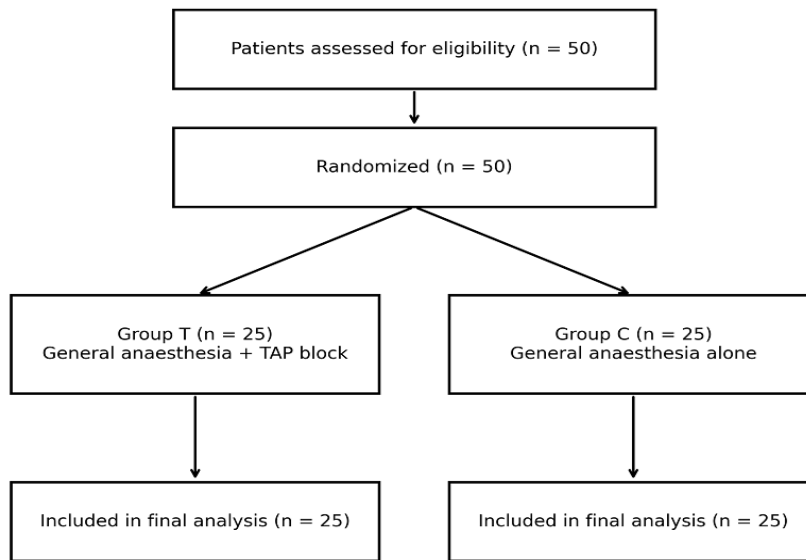 Patients assessed for eligibility (n = 50)
Randomized (n = 50)
Group T (n = 25)
General anaesthesia + TAP block
Group C (n = 25)
General anaesthesia alone
Included in final analysis (n = 25)
Included in final analysis (n = 25)